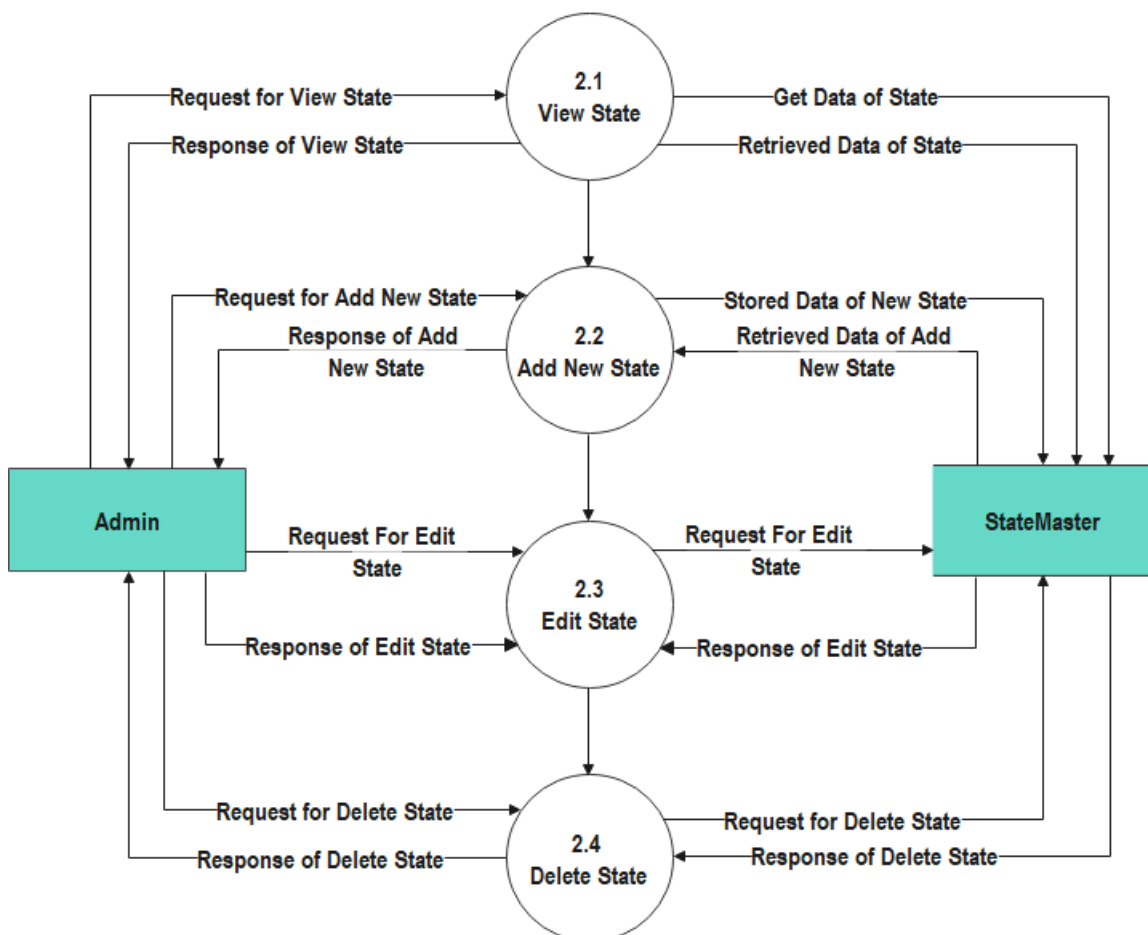 2.1
View State
Request for View State
Get Data of State
Response of View State
Retrieved Data of State
Request for Add New State
Stored Data of New State
2.2
Add New State
Response of Add
New State
Retrieved Data of Add
New State
Admin
StateMaster
Request For Edit
State
Request For Edit
State
2.3
Edit State
Response of Edit State
Response of Edit State
Request for Delete State
Request for Delete State
2.4
Delete State
Response of Delete State
Response of Delete State